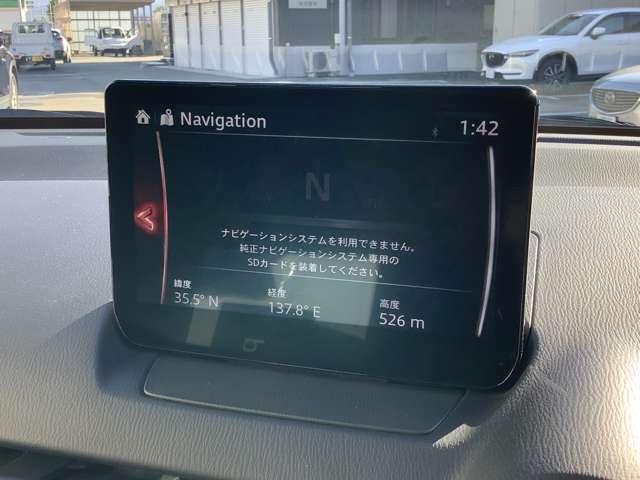 Navigation
1:42
N
ナビゲーションシステムを利用できません。
純正ナビゲーションシステム専用の
SDカードを装着してください。
緯度
経度
高度
35.5° N
137.8° E
526 m